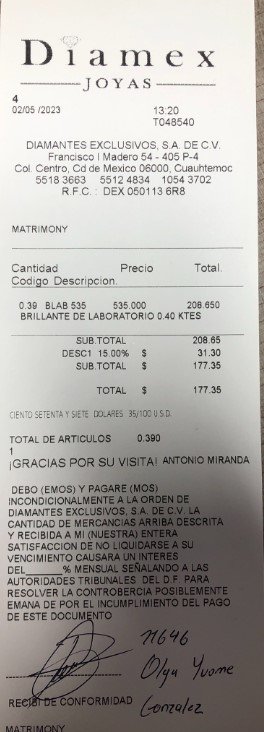 Diamex
JOYAS
4
02/05 /2023 13:20
T048540
DIAMANTES EXCLUSIVOS, S.A. DE C.V.
Francisco I Madero 54 - 405 P-4
Col. Centro, Cd de Mexico 06000, Cuauhtemoc
5518 3663 5512 4834 1054 3702
R.F.C. : DEX 050113 6R8
MATRIMONY
Cantidad Precio Total.
Codigo Descripcion.
0.39 BLAB 535 535.000 208.650
BRILLANTE DE LABORATORIO 0.40 KTES
SUB.TOTAL 208.65
DESC1 15.00% $ 31.30
SUB.TOTAL $ 177.35
TOTAL $ 177.35
CIENTO SETENTA Y SIETE DOLARES 35/100 U.S.D.
TOTAL DE ARTICULOS 0.390
1
¡GRACIAS POR SU VISITA! ANTONIO MIRANDA
DEBO (EMOS) Y PAGARE (MOS)
INCONDICIONALMENTE A LA ORDEN DE
DIAMANTES EXCLUSIVOS, S.A. DE C.V. LA
CANTIDAD DE MERCANCIAS ARRIBA DESCRITA
Y RECIBIDA A MI (NUESTRA) ENTERA
SATISFACCION DE NO LIQUIDARSE A SU
VENCIMIENTO CAUSARA UN INTERES
DEL______% MENSUAL SEÑALANDO A LAS
AUTORIDADES TRIBUNALES DEL D.F. PARA
RESOLVER LA CONTROBERCIA POSIBLEMENTE
EMANA DE POR EL INCUMPLIMIENTO DEL PAGO
DE ESTE DOCUMENTO
Olga Yvonne
Gonzalez
RECIBI DE CONFORMIDAD
MATRIMONY